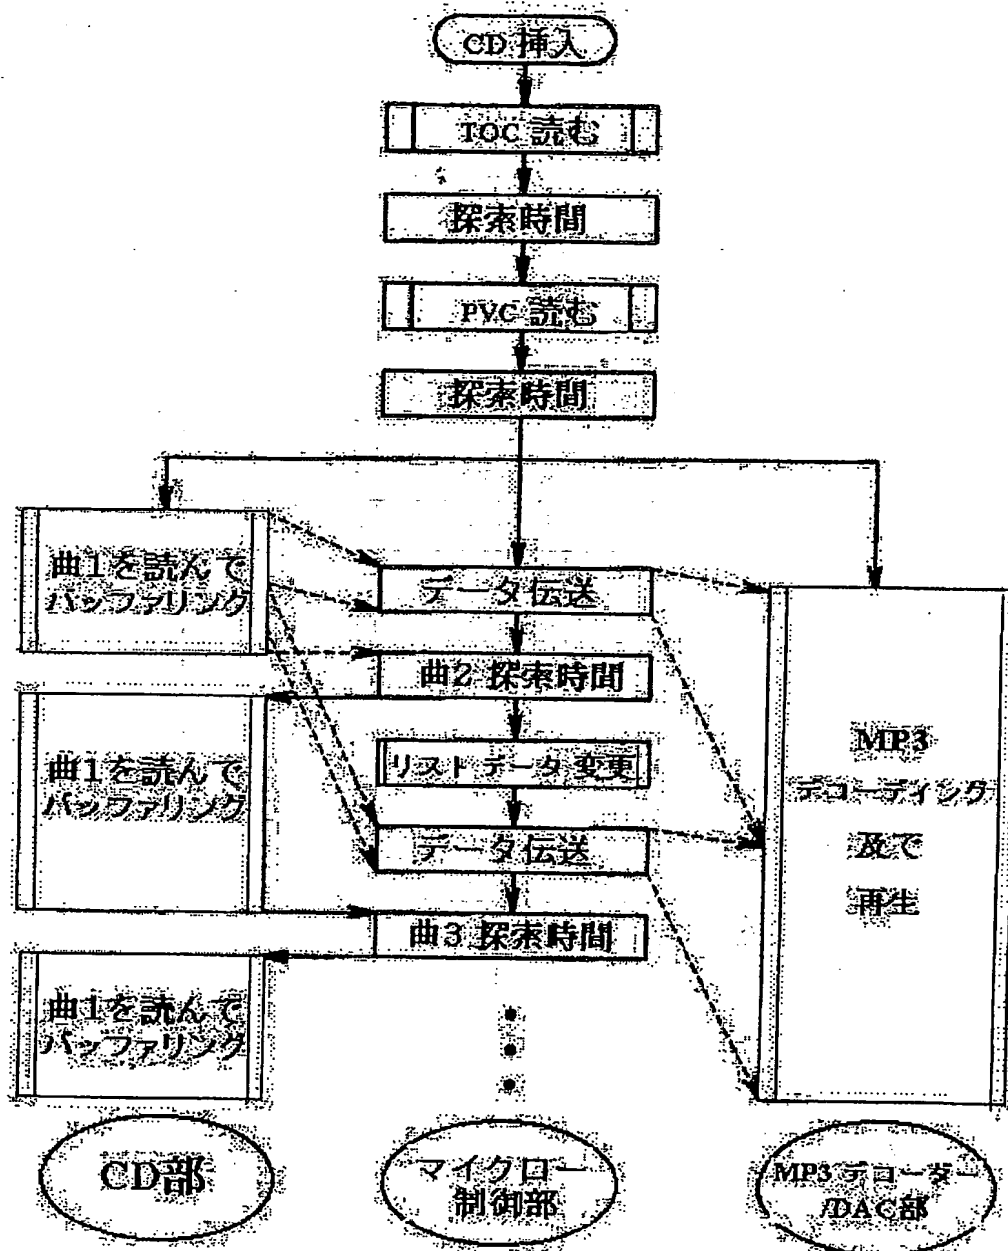 CD 挿入
TOC 読む
探索時間
PVC 読む
探索時間
曲1を読んで
バッファリング
データ伝送
曲2 探索時間
曲1を読んで
バッファリング
リストデータ変更
データ伝送
曲3 探索時間
曲1を読んで
バッファリング
MP3
デコーディング
及で
再生
CD部
マイクロー
制御部
MP3 デコーダー
/DAC部